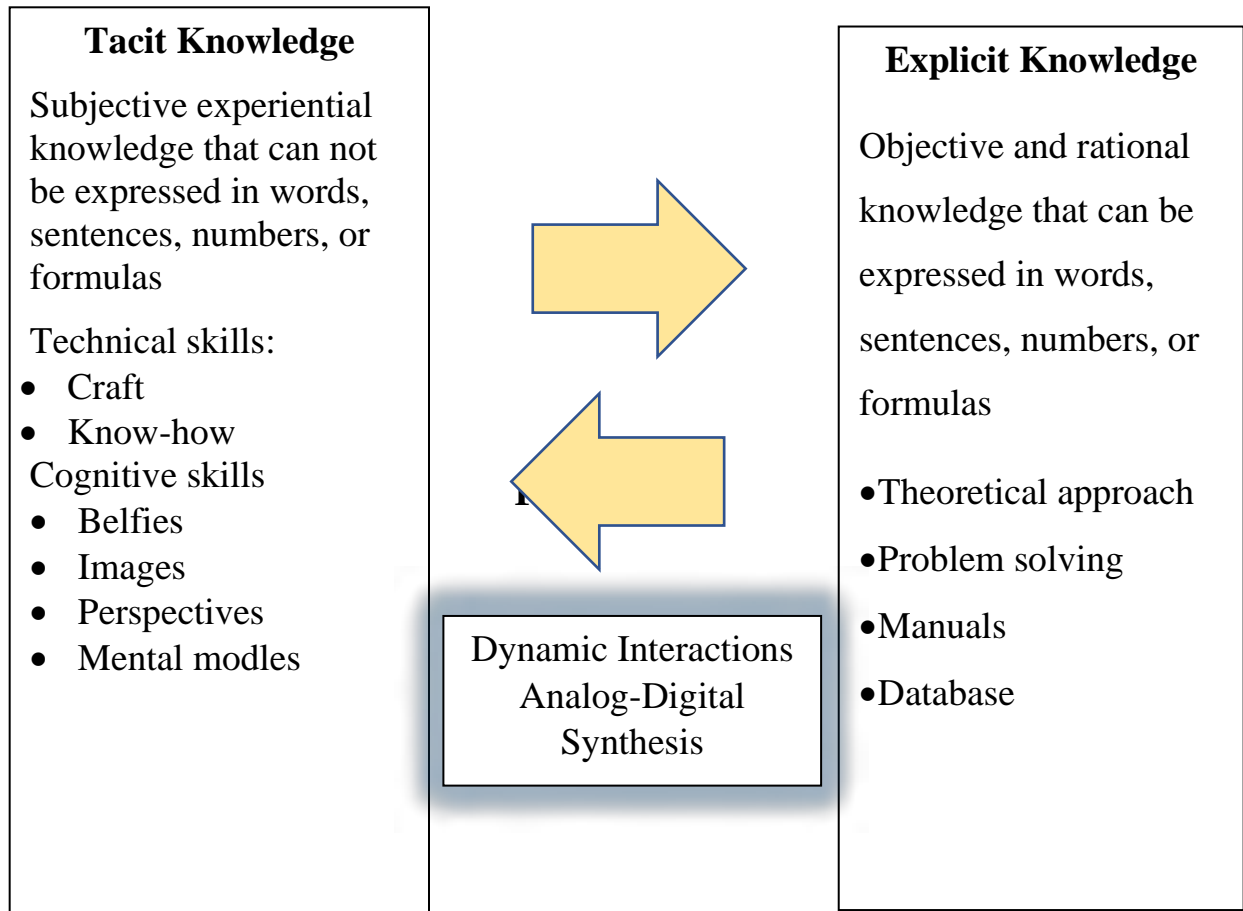 Tacit Knowledge
Subjective experiential
knowledge that can not
be expressed in words,
sentences, numbers, or
formulas
Technical skills:
• Craft
• Know-how
Cognitive skills
• Belfies
• Images
• Perspectives
• Mental modles
Dynamic Interactions
Analog-Digital
Synthesis
Explicit Knowledge
Objective and rational
knowledge that can be
expressed in words,
sentences, numbers, or
formulas
•Theoretical approach
•Problem solving
•Manuals
•Database